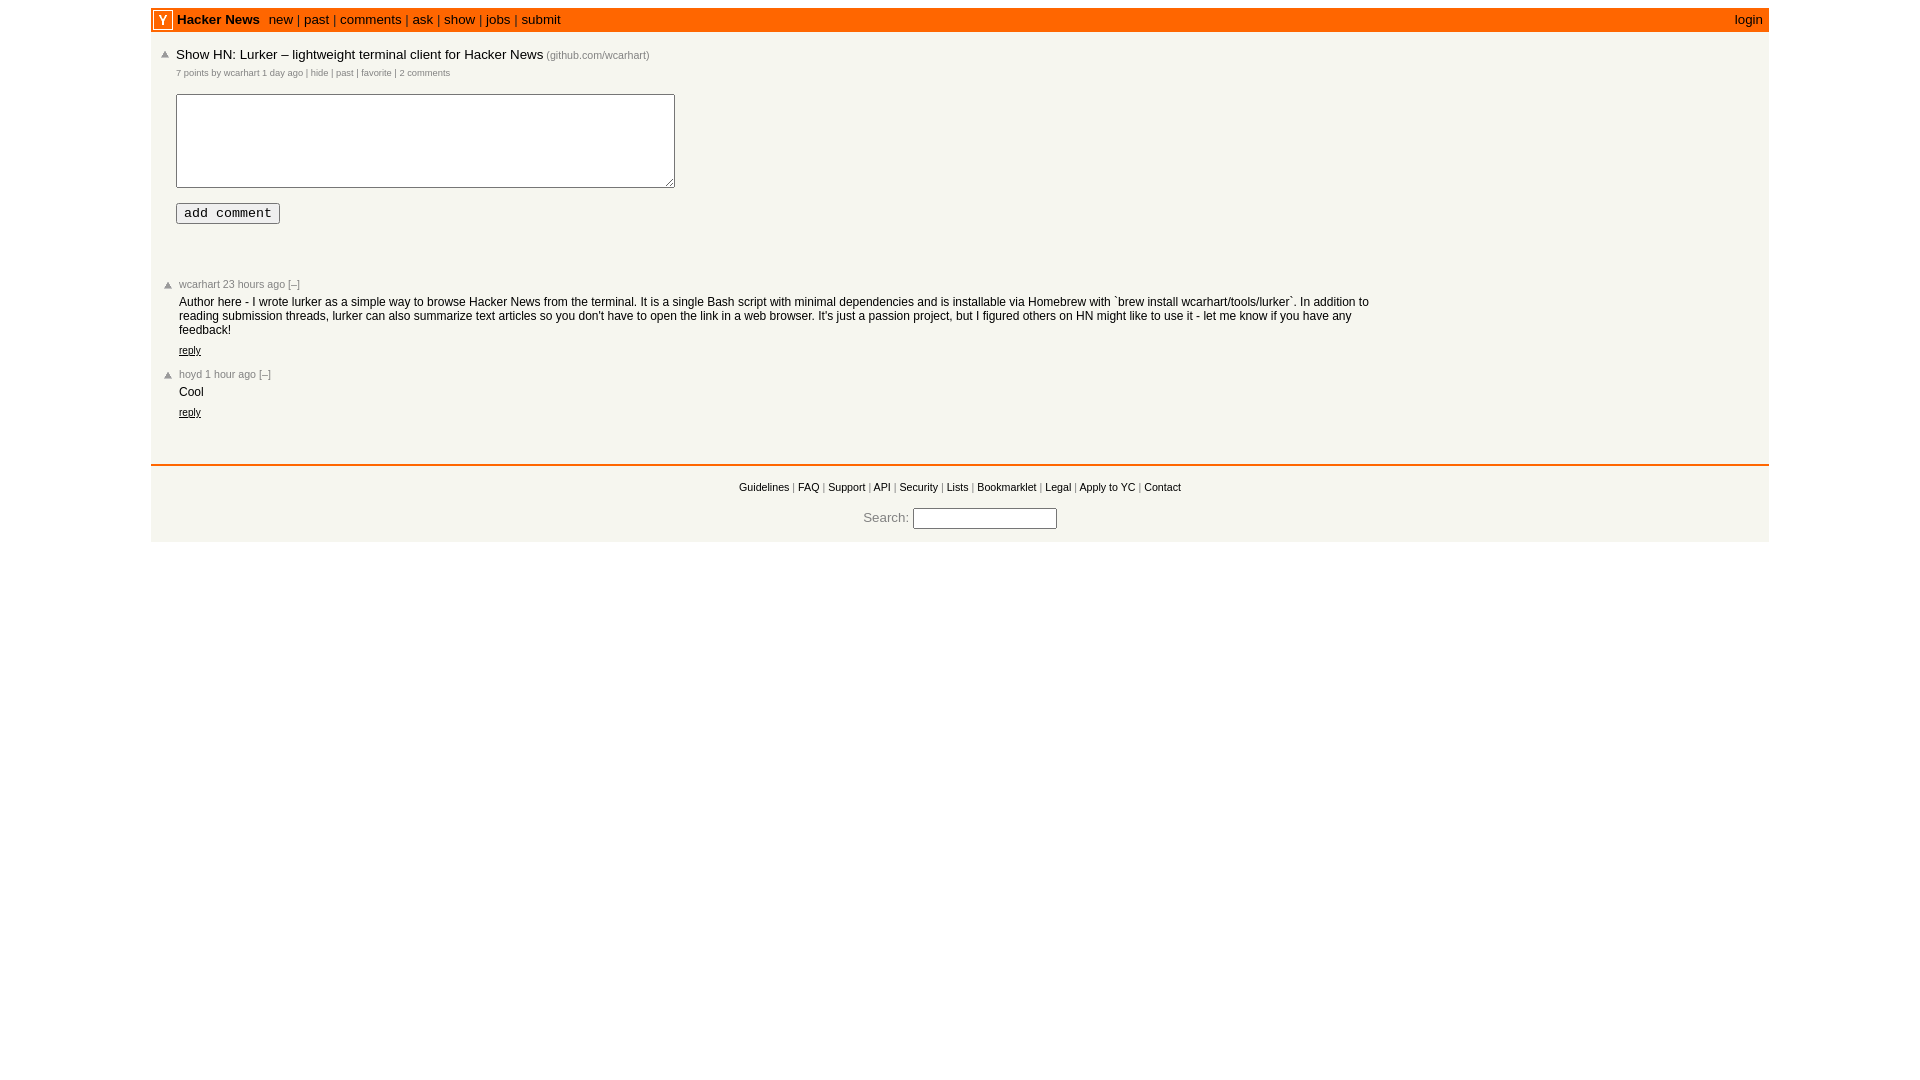 Y Hacker News new | past | comments | ask | show | jobs | submit login
Show HN: Lurker – lightweight terminal client for Hacker News (github.com/wcarhart)
7 points by wcarhart 1 day ago | hide | past | favorite | 2 comments
add comment
wcarhart 23 hours ago [–]
Author here - I wrote lurker as a simple way to browse Hacker News from the terminal. It is a single Bash script with minimal dependencies and is installable via Homebrew with `brew install wcarhart/tools/lurker`. In addition to
reading submission threads, lurker can also summarize text articles so you don't have to open the link in a web browser. It's just a passion project, but I figured others on HN might like to use it - let me know if you have any
feedback!
reply
hoyd 1 hour ago [–]
Cool
reply
Guidelines | FAQ | Support | API | Security | Lists | Bookmarklet | Legal | Apply to YC | Contact
Search: